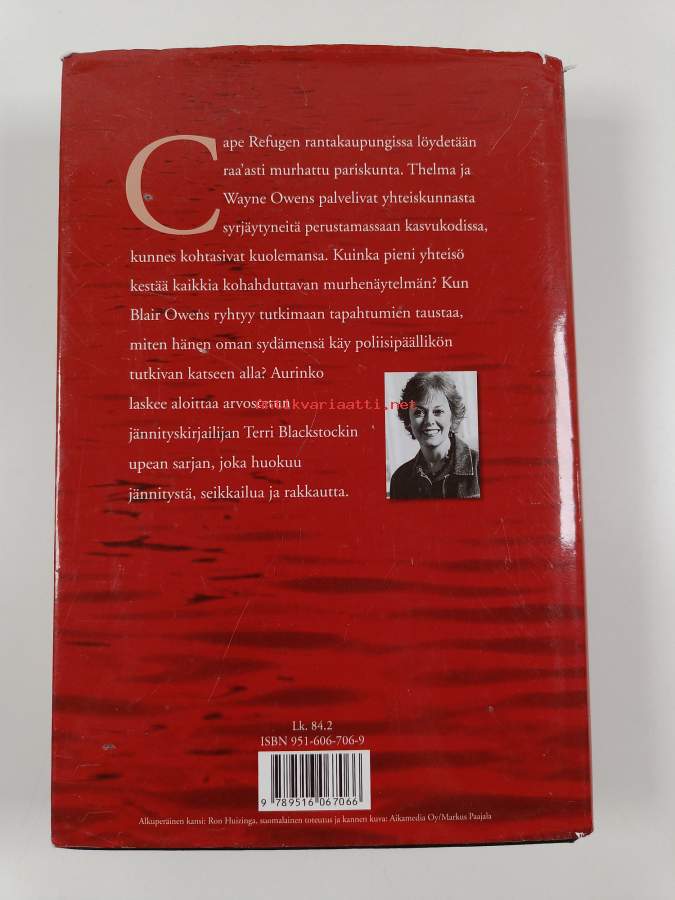 Cape Refugen rantakaupungissa löydetään
raa'asti murhattu pariskunta. Thelma ja
Wayne Owens palvelivat yhteiskunnasta
syrjäytyneitä perustamassaan kasvukodissa,
kunnes kohtasivat kuolemansa. Kuinka pieni yhteisö
kestää kaikkia kohahduttavan murhenäytelmän? Kun
Blair Owens ryhtyy tutkimaan tapahtumien taustaa,
miten hänen oman sydämensä käy poliisipäällikön
tutkivan katseen alla? Aurinko
laskee aloittaa arvostetun
antikvariaatti.net
jännityskirjailijan Terri Blackstockin
upean sarjan, joka huokuu
jännitystä, seikkailua ja rakkautta.
Lk. 84.2
ISBN 951-606-706-9
9 789516 067066
Alkuperäinen kansi: Ron Huizinga, suomalainen toteutus ja kannen kuva: Aikamedia Oy/Markus Paajala